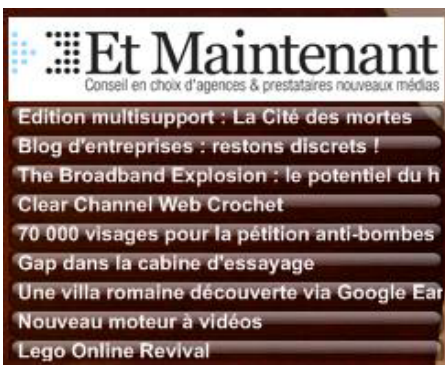 Et Maintenant
Conseil en choix d'agences & prestataires nouveaux médias
Edition multisupport : La Cité des mortes
Blog d'entreprises : restons discrets !
The Broadband Explosion : le potentiel du h
Clear Channel Web Crochet
70 000 visages pour la pétition anti-bombes
Gap dans la cabine d'essayage
Une villa romaine découverte via Google Ear
Nouveau moteur à vidéos
Lego Online Revival